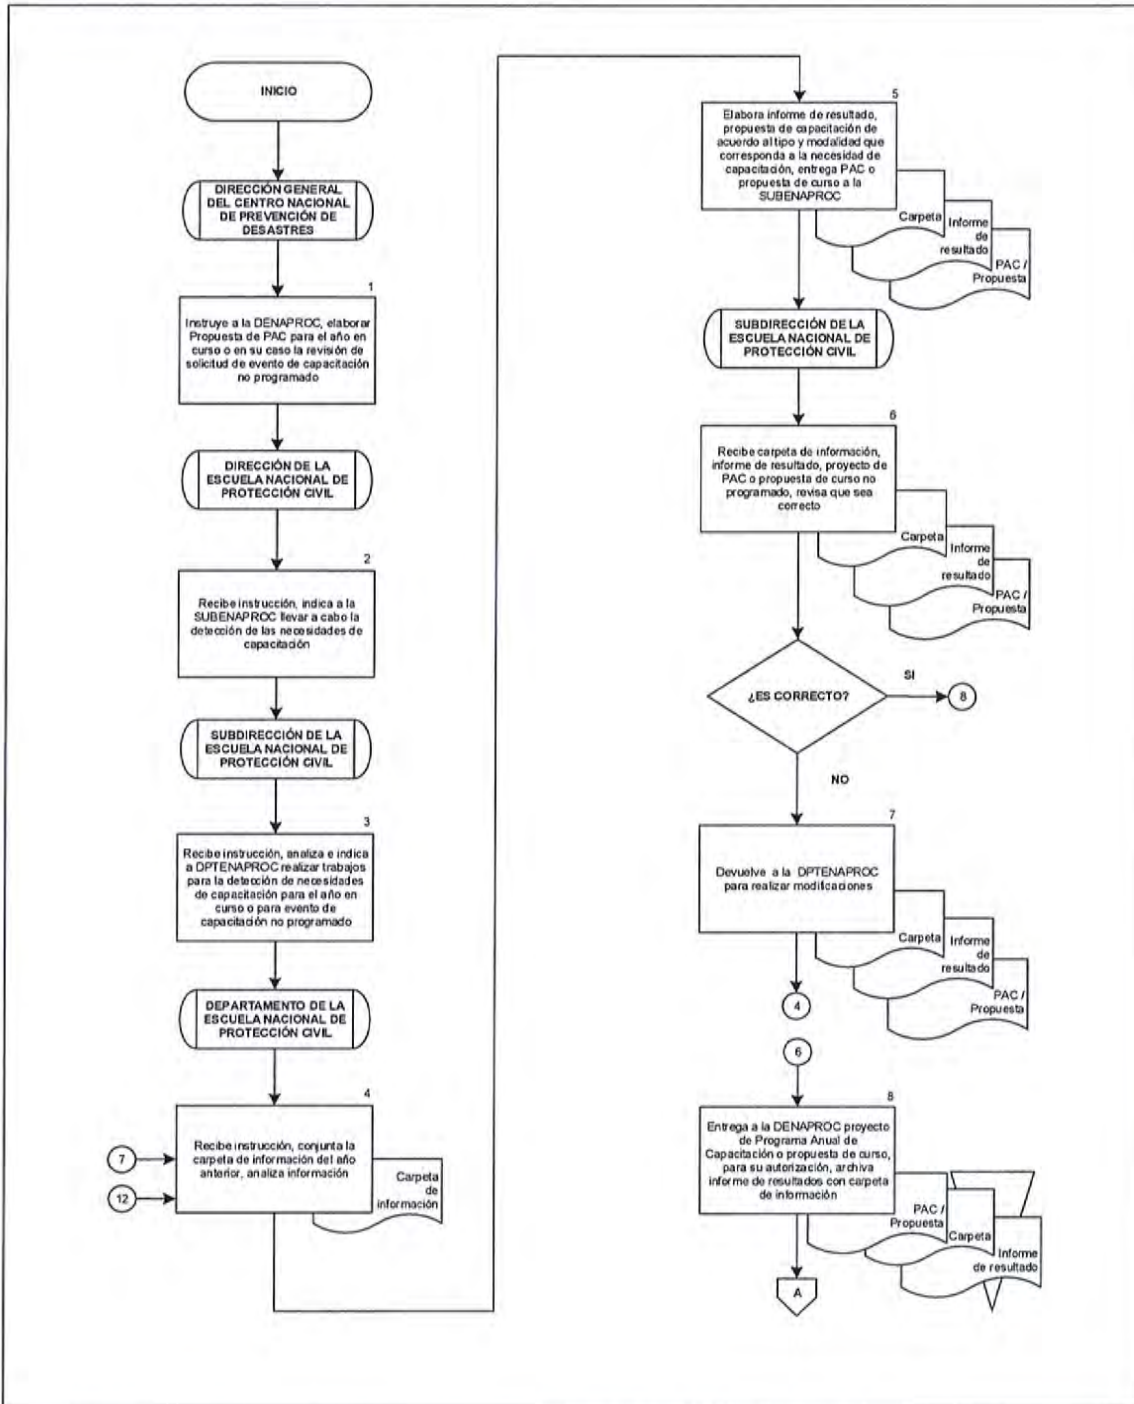 INICIO
DIRECCIÓN GENERAL
DEL CENTRO NACIONAL
DE PREVENCIÓN DE
DESASTRES
1
Instruye a la DENAPROC, elaborar
Propuesta de PAC para el año en
curso o en su caso la revisión de
solicitud de evento de capacitación
no programado
DIRECCIÓN DE LA
ESCUELA NACIONAL DE
PROTECCIÓN CIVIL
2
Recibe instrucción, indica a la
SUBENAPROC llevar a cabo la
detección de las necesidades de
capacitación
SUBDIRECCIÓN DE LA
ESCUELA NACIONAL DE
PROTECCIÓN CIVIL
3
Recibe instrucción, analiza e indica
a DPTENAPROC realizar trabajos
para la detección de necesidades
de capacitación para el año en
curso o para evento de
capacitación no programado
DEPARTAMENTO DE LA
ESCUELA NACIONAL DE
PROTECCIÓN CIVIL
4
Recibe instrucción, conjunta la
carpeta de información del año
anterior, analiza información
7
12
Carpeta
de
información
5
Elabora informe de resultado,
propuesta de capacitación de
acuerdo al tipo y modalidad que
corresponda a la necesidad de
capacitación, entrega PAC o
propuesta de curso a la
SUBENAPROC
Carpeta
Informe
de
resultado
PAC /
Propuesta
SUBDIRECCIÓN DE LA
ESCUELA NACIONAL DE
PROTECCIÓN CIVIL
6
Recibe carpeta de información,
informe de resultado, proyecto de
PAC o propuesta de curso no
programado, revisa que sea
correcto
Carpeta
Informe
de
resultado
PAC /
Propuesta
¿ES CORRECTO?
SI
8
NO
7
Devuelve a la DPTENAPROC
para realizar modificaciones
Carpeta
Informe
de
resultado
PAC /
Propuesta
4
6
8
Entrega a la DENAPROC proyecto
de Programa Anual de
Capacitación o propuesta de curso,
para su autorización, archiva
informe de resultados con carpeta
de información
PAC /
Propuesta
Carpeta
Informe
de resultado
A